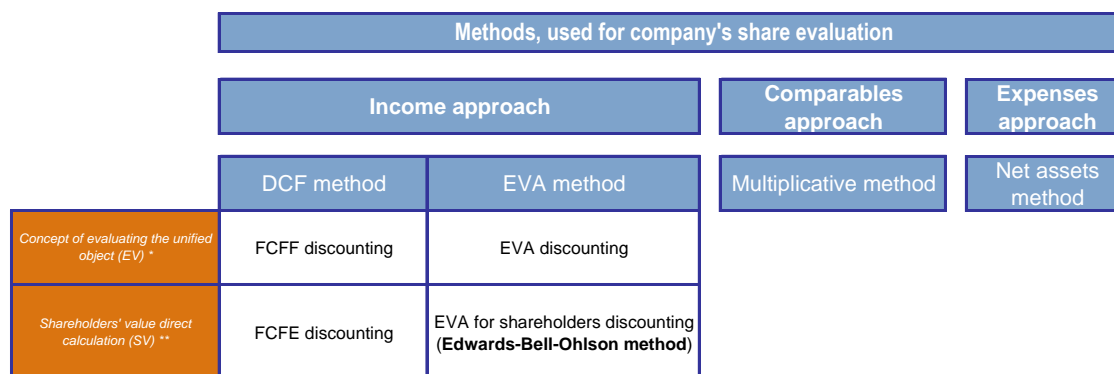 Methods, used for company's share evaluation
Income approach
Comparables
approach
Expenses
approach
DCF method
EVA method
Multiplicative method
Net assets
method
Concept of evaluating the unified
object (EV) *
FCFF discounting
EVA discounting
Shareholders' value direct
calculation (SV) **
FCFE discounting
EVA for shareholders discounting
(Edwards-Bell-Ohlson method)